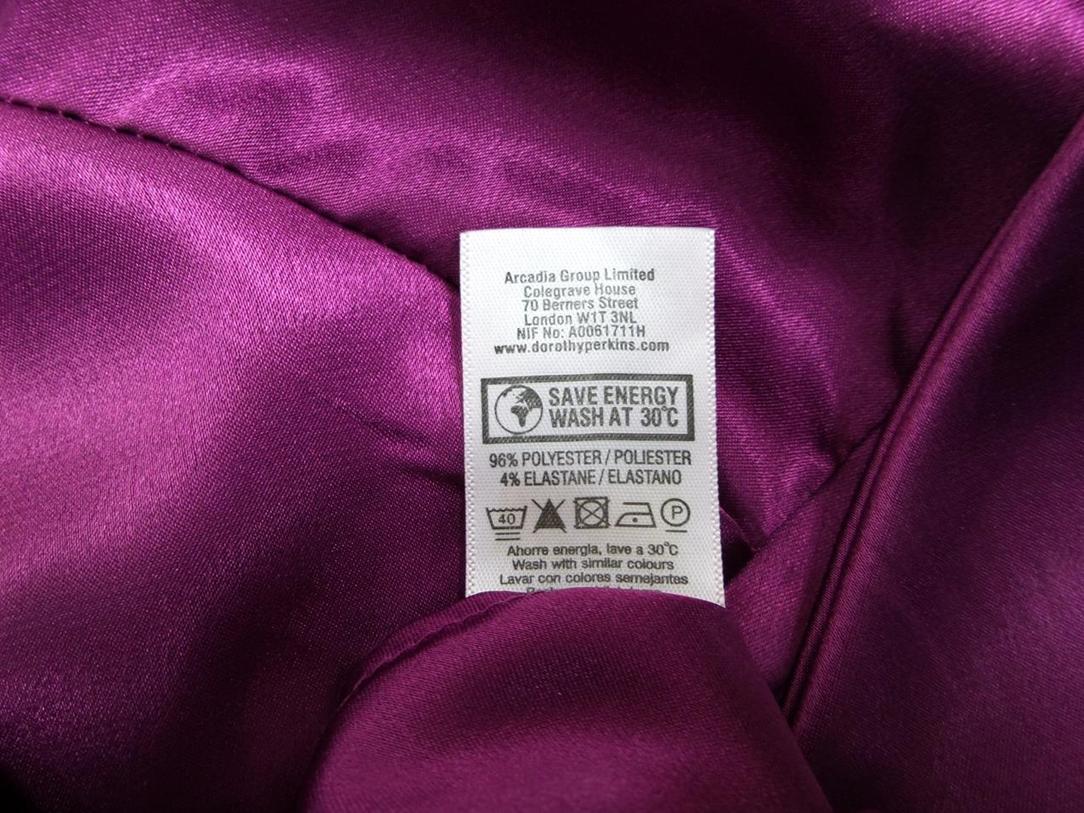 Arcadia Group Limited
Colegrave House
70 Berners Street
London W1T 3NL
NIF No: A0061711H
www.dorothyperkins.com
SAVE ENERGY
WASH AT 30°C
96% POLYESTER / POLIESTER
4% ELASTANE / ELASTANO
40 P
Ahorre energia, lave a 30°C
Wash with similar colours
Lavar con colores semejantes